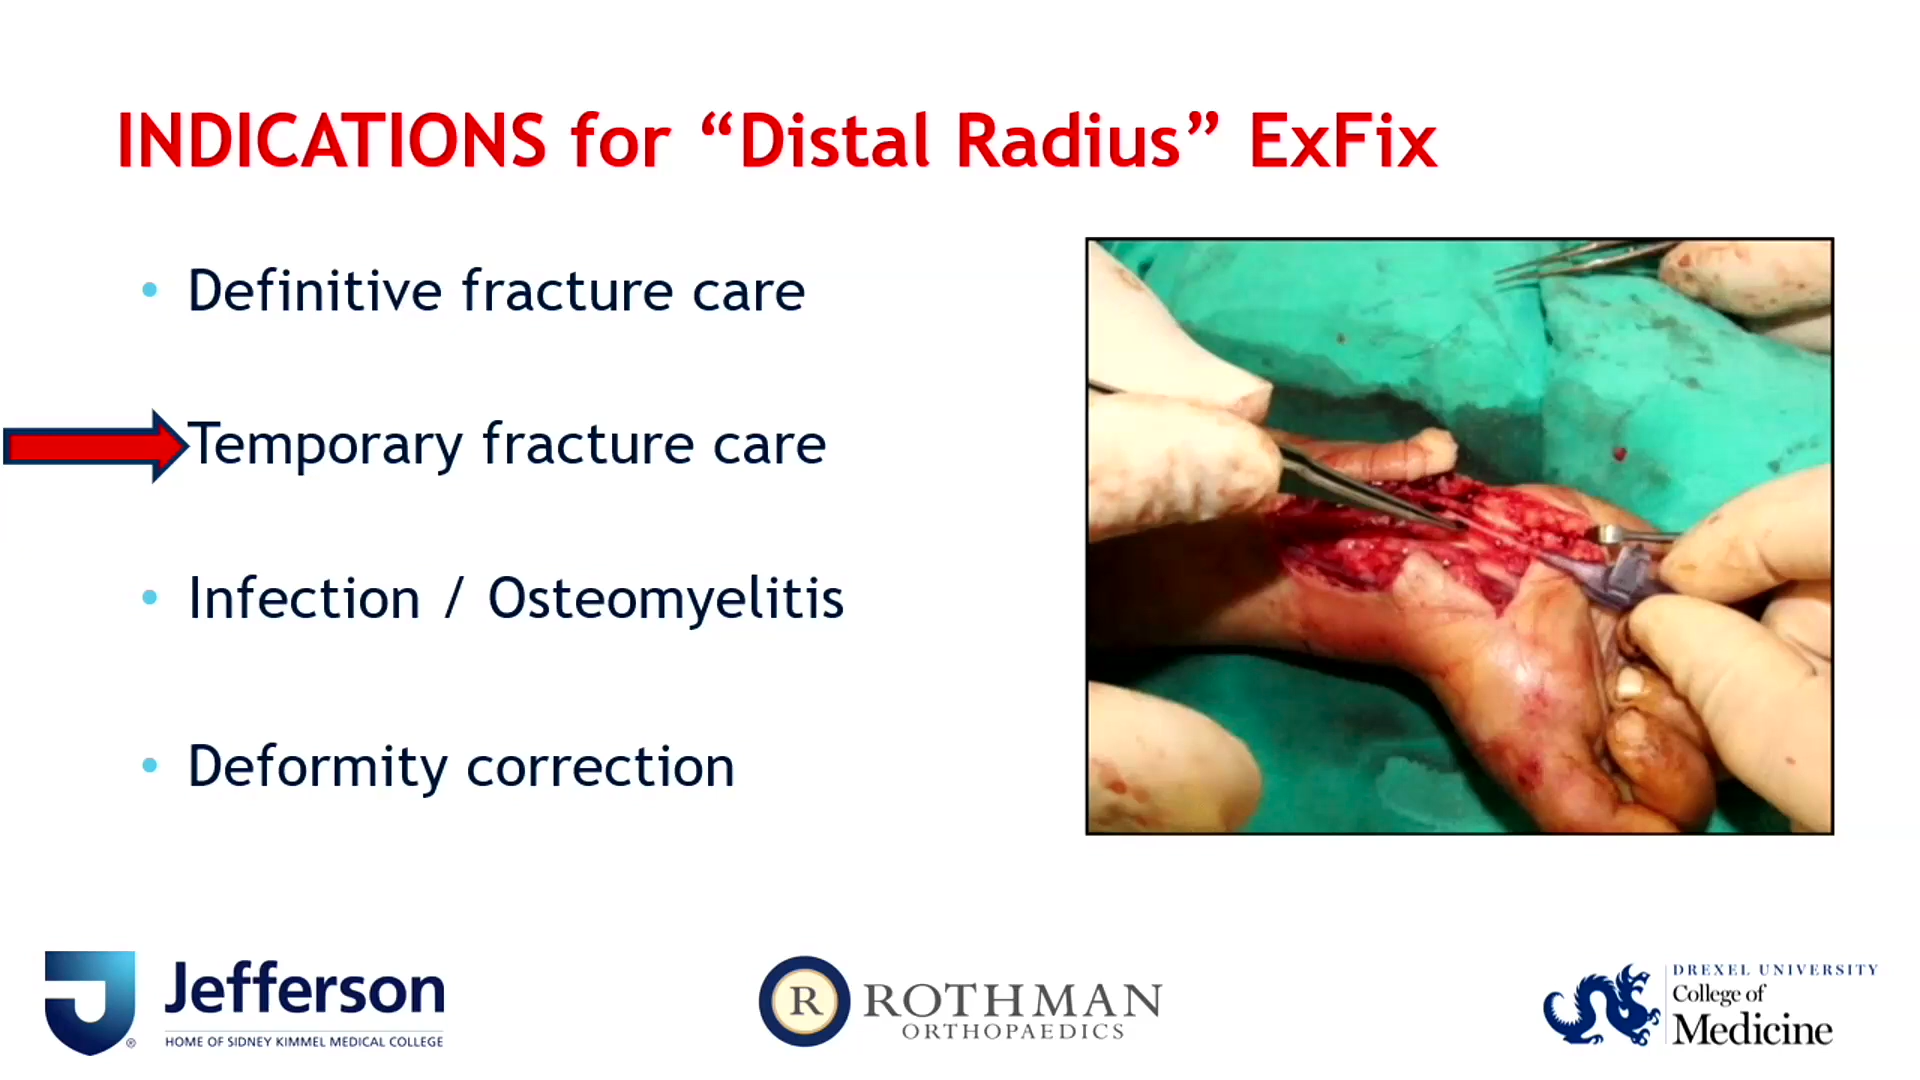 INDICATIONS for “Distal Radius” ExFix
• Definitive fracture care
Temporary fracture care
• Infection / Osteomyelitis
• Deformity correction
Jefferson
®
HOME OF SIDNEY KIMMEL MEDICAL COLLEGE
R
ROTHMAN
ORTHOPAEDICS
DREXEL UNIVERSITY
College of
Medicine